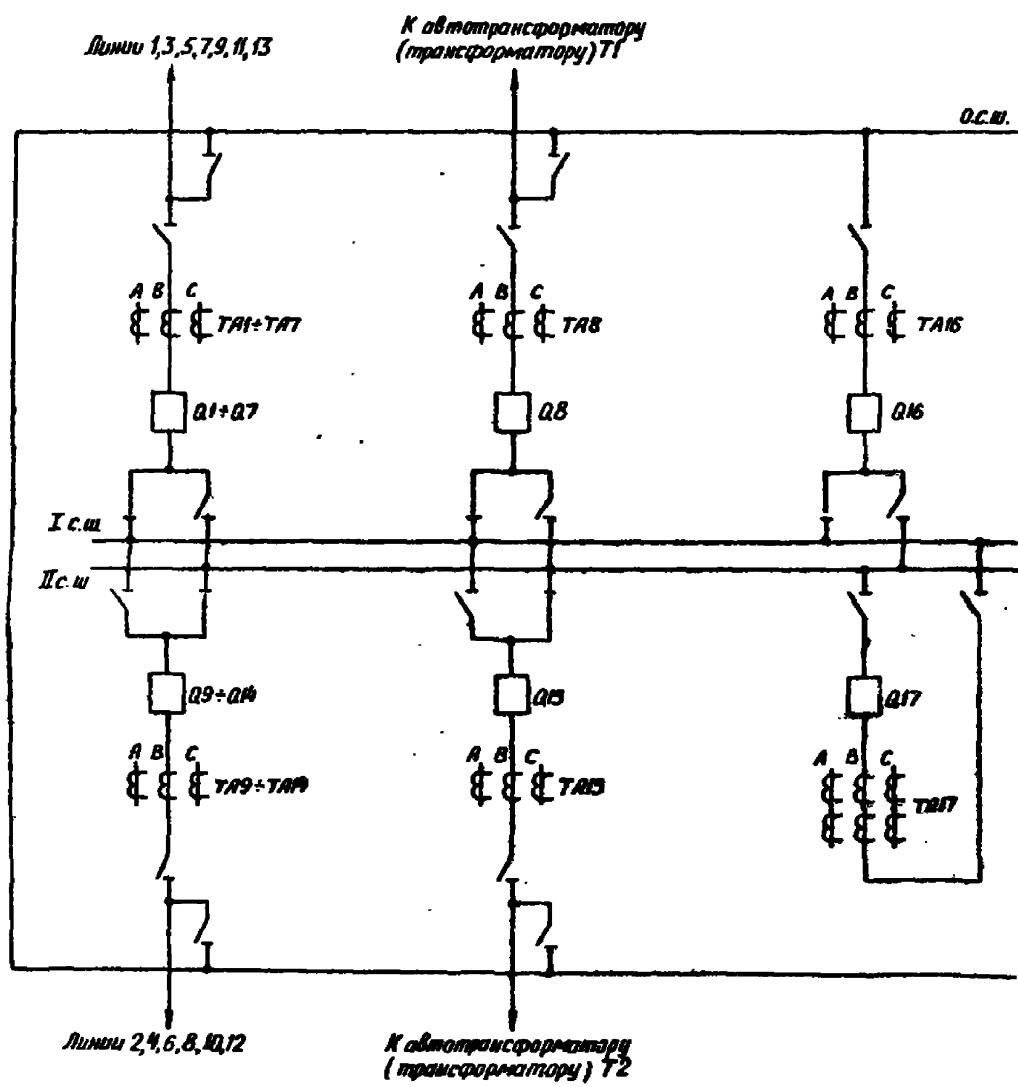 Линии 1,3,5,7,9,11,13
К автотрансформатору
(трансформатору) Т1
О.с.ш.
А В С
ТА1÷ТА7
А В С
ТА8
А В С
ТА16
Q1÷Q7
Q8
Q16
I с.ш
II с.ш
Q9÷Q14
Q15
Q17
А В С
ТА9÷ТА14
А В С
ТА15
А В С
ТА17
Линии 2,4,6,8,10,12
К автотрансформатору
(трансформатору) Т2